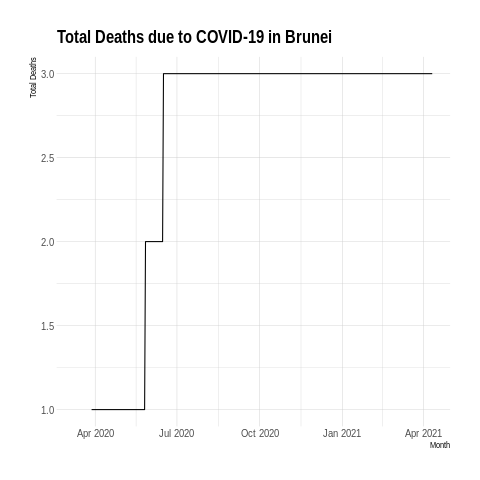 Total Deaths due to COVID-19 in Brunei
Total Deaths
3.0
2.5
2.0
1.5
1.0
Apr 2020 Jul 2020 Oct 2020 Jan 2021 Apr 2021
Month